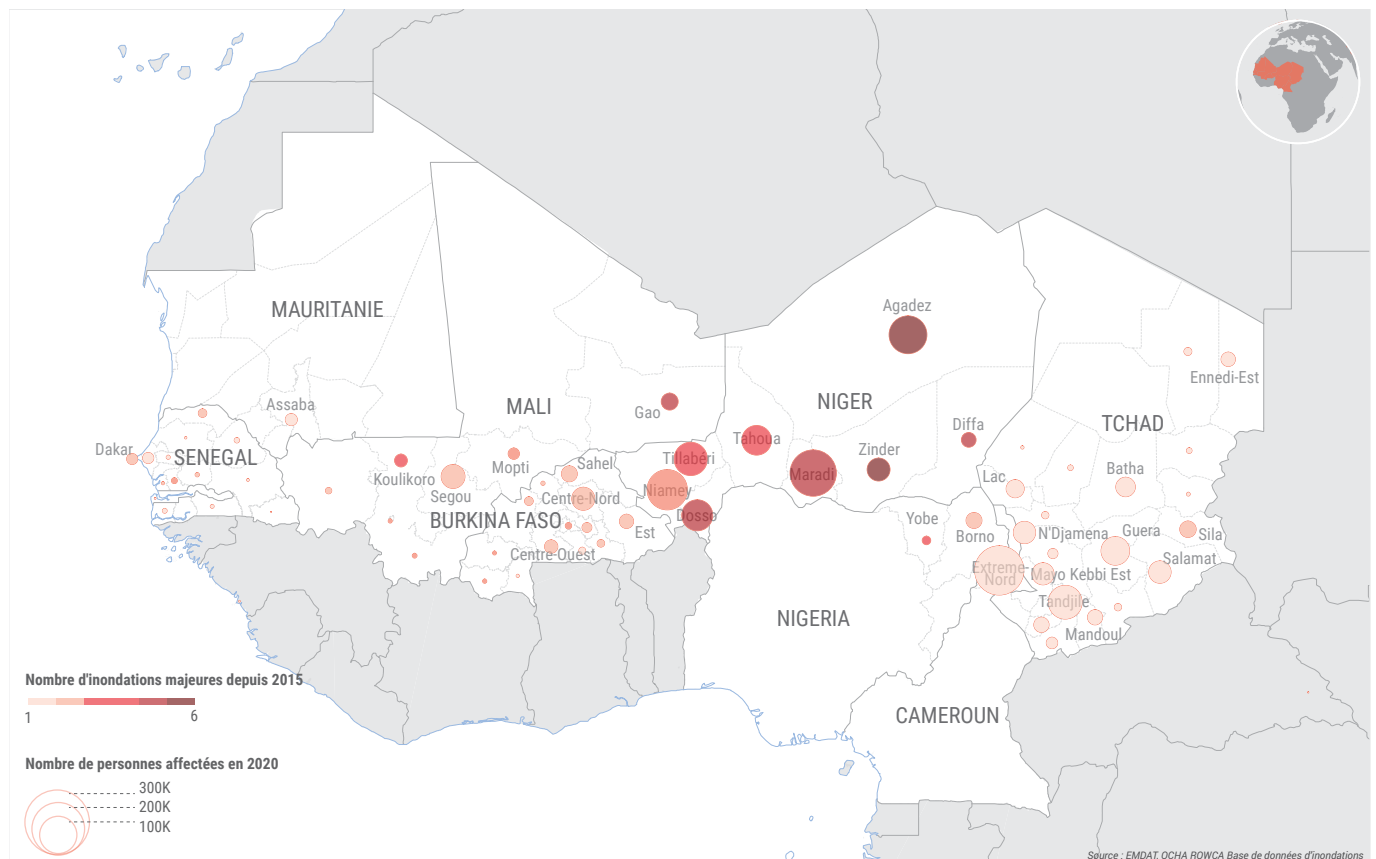 Agadez
MAURITANIE
Ennedi-Est
NIGER
Assaba
MALI
Gao
TCHAD
Diffa
Dakar
SENEGAL
Tahoua
Tillabéri
Zinder
Maradi
Koulikoro
Mopti
Sahel
Batha
Lac
Segou
Niamey
Centre-Nord
BURKINA FASO
Dosso
Yobe
Est
Borno
N'Djamena
Guera
Sila
Centre-Ouest
Salamat
Extreme-
Nord
Mayo Kebbi Est
Tandjile
NIGERIA
Mandoul
CAMEROUN
Nombre d'inondations majeures depuis 2015
1
6
Nombre de personnes affectées en 2020
300K
200K
100K
Source : EMDAT, OCHA ROWCA Base de données d'inondations